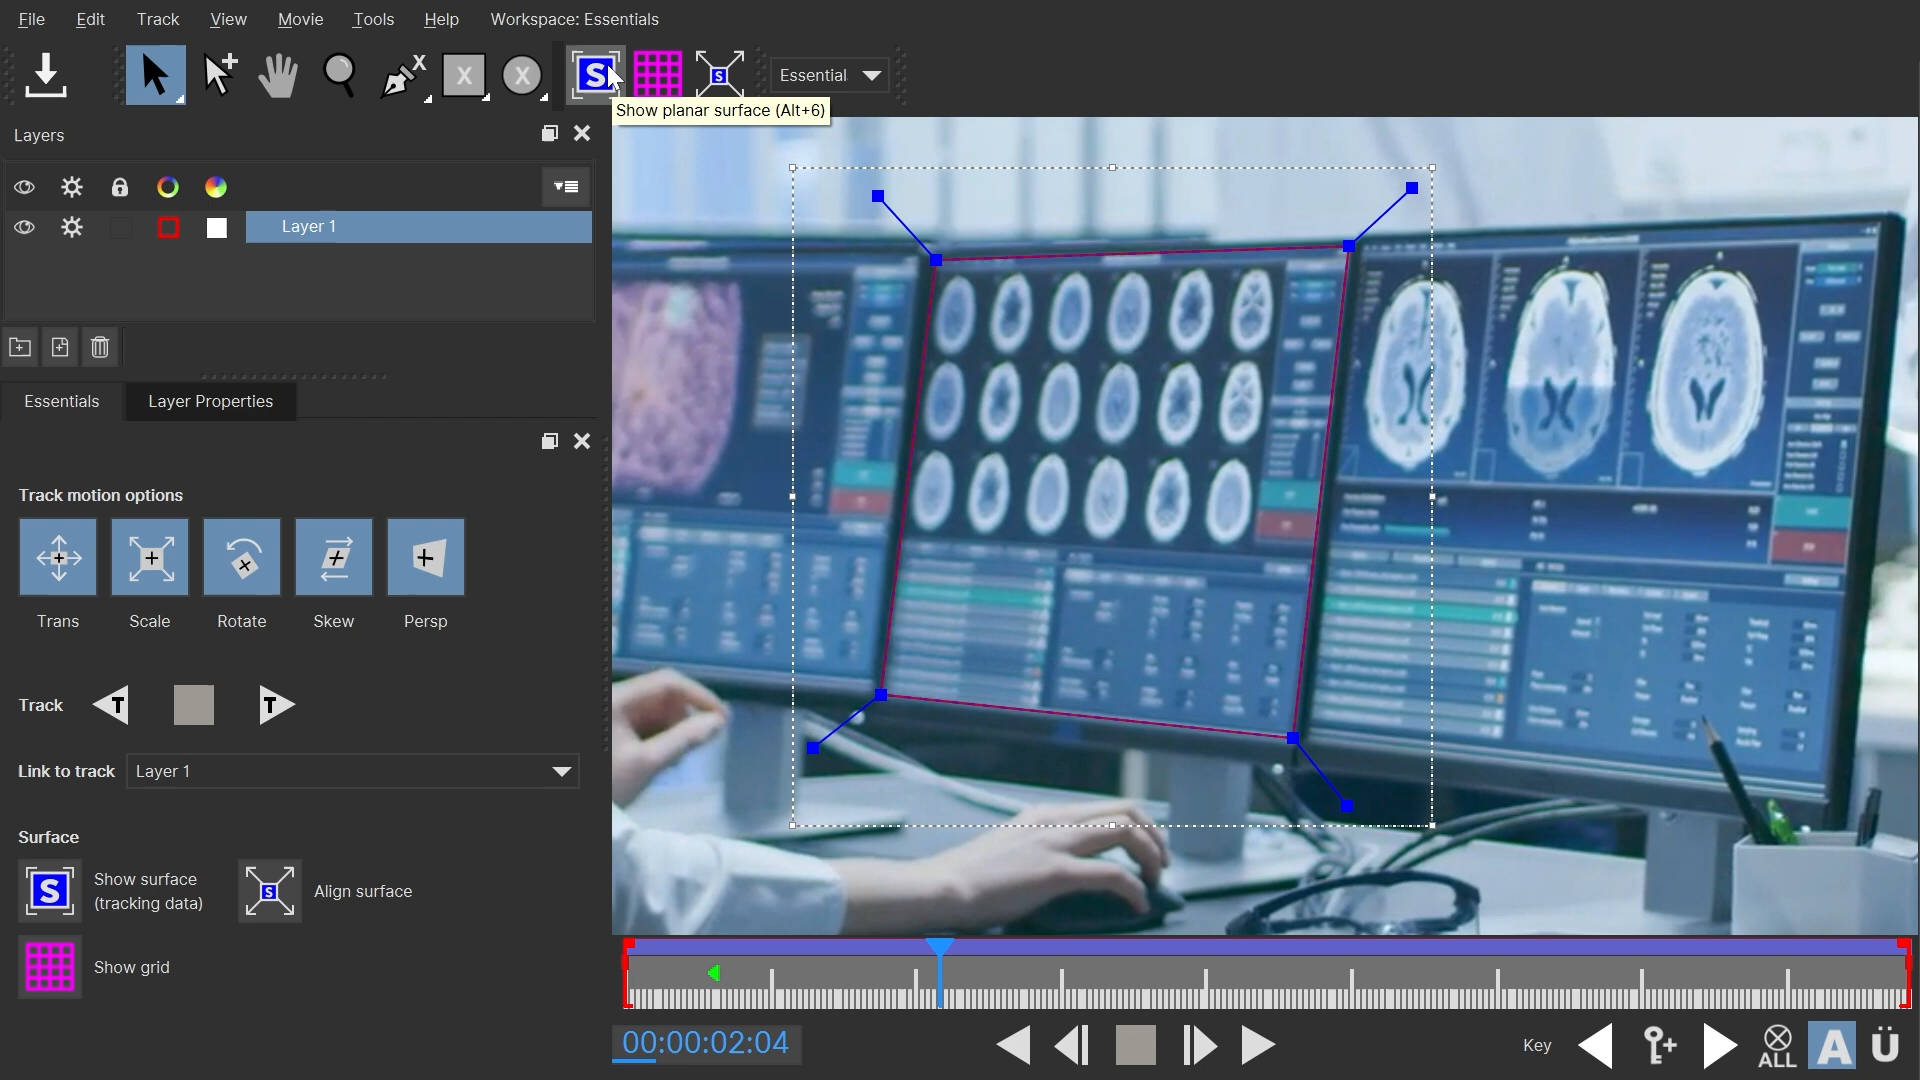 File Edit Track View Movie Tools Help Workspace: Essentials
X X X S S Essential
Show planar surface (Alt+6)
Layers
Layer 1
Essentials Layer Properties
Track motion options
Trans Scale Rotate Skew Persp
Track T T
Link to track Layer 1
Surface
S Show surface
(tracking data)
S Align surface
Show grid
00:00:02:04
Key ALL A Ü